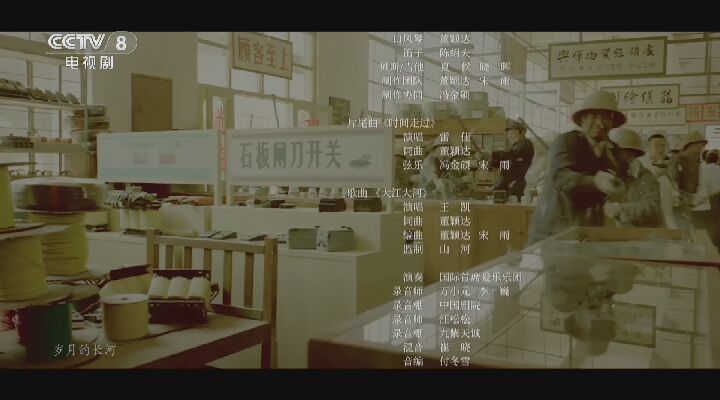 CCTV 8
电视剧
口风琴 董颖达
笛子 陈绍天
贝斯/吉他 夏 侯 晓 晖
制作团队 董颖达 宋 雨
制作协同 冯金硕
片尾曲《时间走过》
演唱 雷 佳
词曲 董颖达
弦乐 冯金硕 宋 雨
歌曲《大江大河》
演唱 王 凯
词曲 董颖达
编曲 董颖达 宋 雨
监制 山 河
演奏 国际首席爱乐乐团
录音师 万小元 李 巍
录音棚 中国剧院
录音师 江松松
录音棚 九紫天诚
混音 崔 晓
音编 付冬雪
顾客至上
石板闸刀开关
测绘仪器
岁月的长河